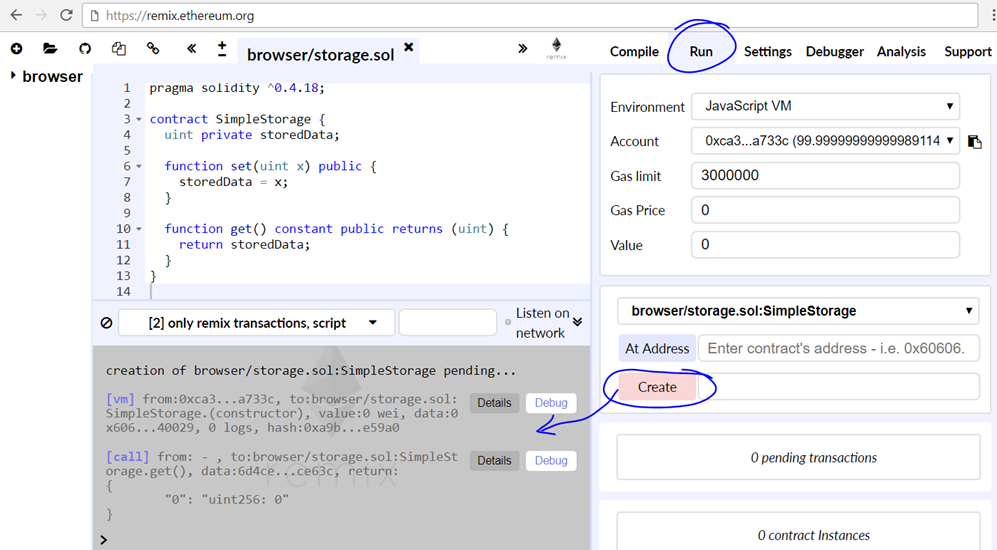 https://remix.ethereum.org
browser/storage.sol
remix
Compile Run Settings Debugger Analysis Support
browser
1 pragma solidity ^0.4.18;
2
3 contract SimpleStorage {
4 uint private storedData;
5
6 function set(uint x) public {
7 storedData = x;
8 }
9
10 function get() constant public returns (uint) {
11 return storedData;
12 }
13 }
14
[2] only remix transactions, script
Listen on
network
creation of browser/storage.sol:SimpleStorage pending...
[vm] from:0xca3...a733c, to:browser/storage.sol:
SimpleStorage.(constructor), value:0 wei, data:0
x606...40029, 0 logs, hash:0xa9b...e59a0
Details Debug
[call] from: - , to:browser/storage.sol:SimpleSt
orage.get(), data:6d4ce...ce63c, return:
{
"0": "uint256: 0"
}
Details Debug
remix
>
Environment JavaScript VM
Account 0xca3...a733c (99.99999999999989114
Gas limit 3000000
Gas Price 0
Value 0
browser/storage.sol:SimpleStorage
At Address Enter contract's address - i.e. 0x60606.
Create
0 pending transactions
0 contract Instances